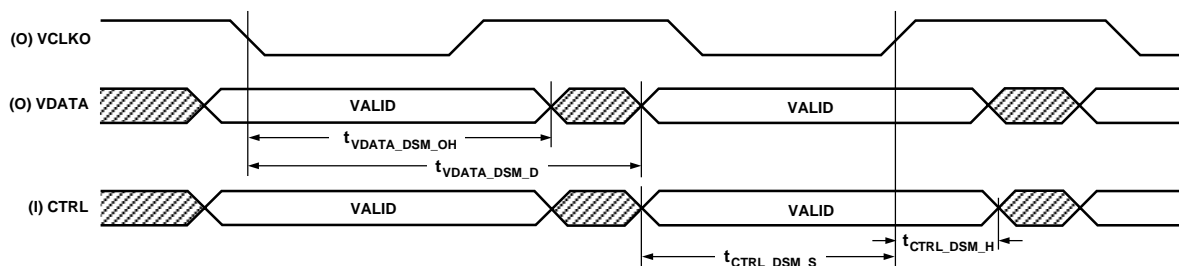 (O) VCLKO
(O) VDATA
VALID
VALID
tVDATA_DSM_OH
tVDATA_DSM_D
(I) CTRL
VALID
VALID
tCTRL_DSM_H
tCTRL_DSM_S